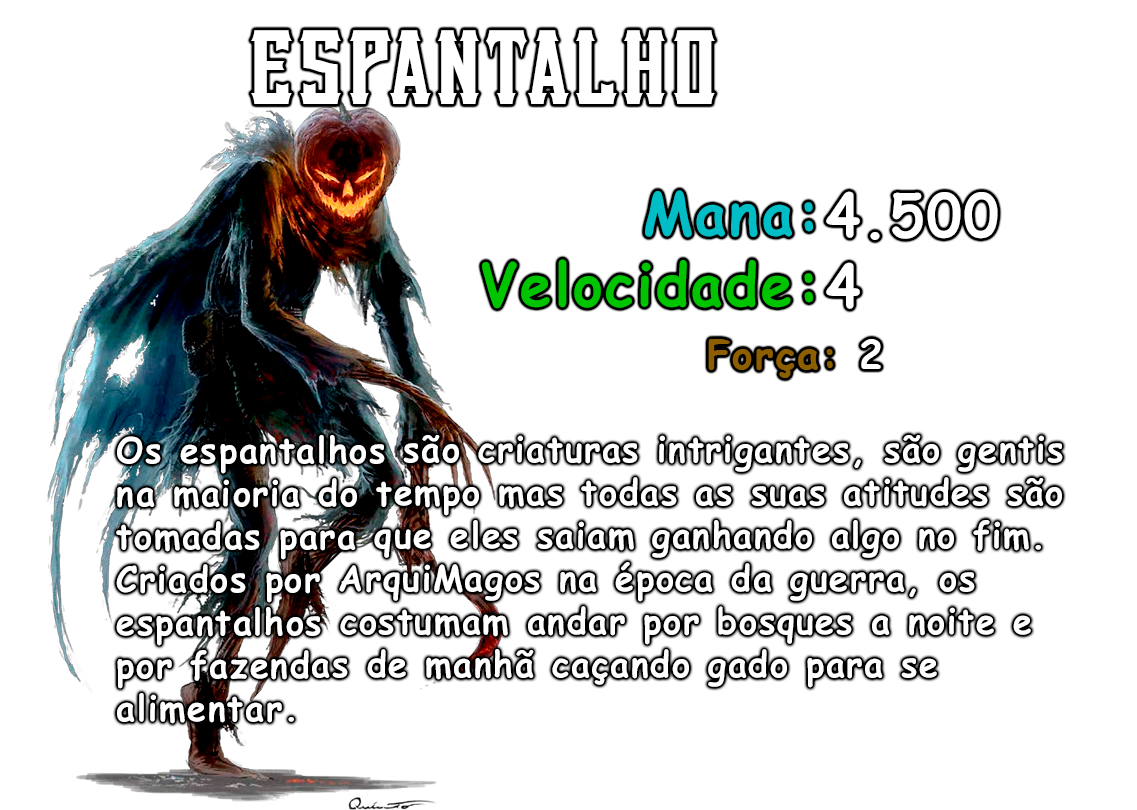 ESPANTALHO
Mana:4.500
Velocidade:4
Força: 2
Os espantalhos são criaturas intrigantes, são gentis
na maioria do tempo mas todas as suas atitudes são
tomadas para que eles saiam ganhando algo no fim.
Criados por ArquiMagos na época da guerra, os
espantalhos costumam andar por bosques a noite e
por fazendas de manhã caçando gado para se
alimentar.